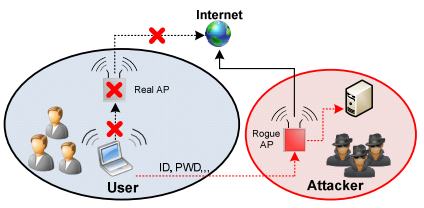 Internet
Real AP
Rogue
AP
ID, PWD,,,
User
Attacker